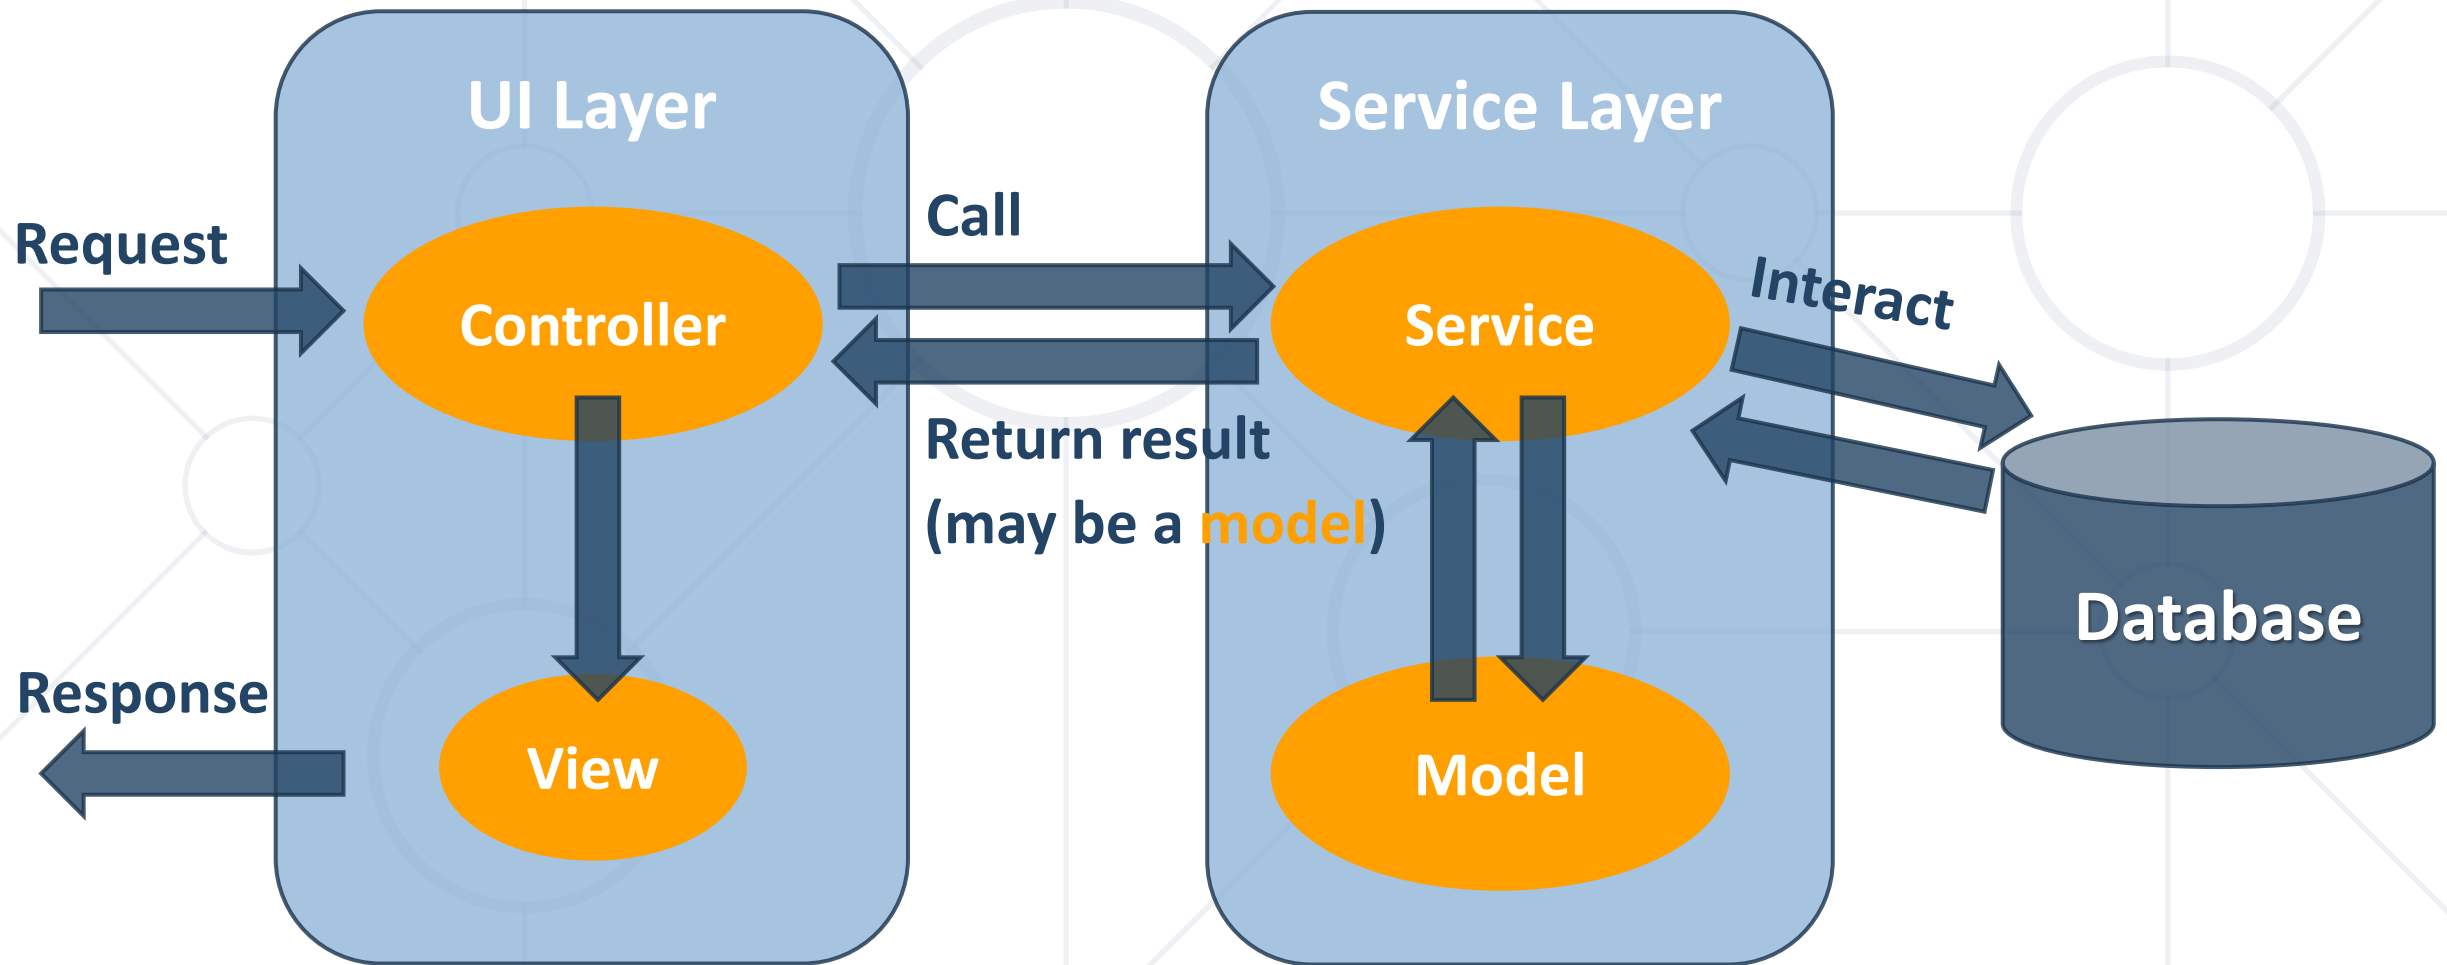 UI Layer
Service Layer
Request
Call
Interact
Controller
Service
Return result
(may be a model)
Database
Response
View
Model